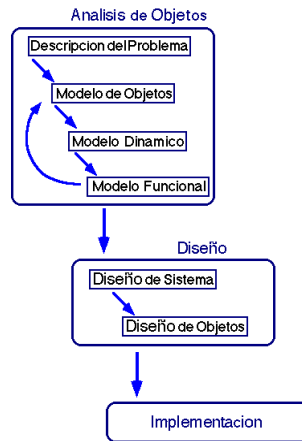 Analisis de Objetos
Descripcion del Problema
Modelo de Objetos
Modelo Dinamico
Modelo Funcional
Diseño
Diseño de Sistema
Diseño de Objetos
Implementacion